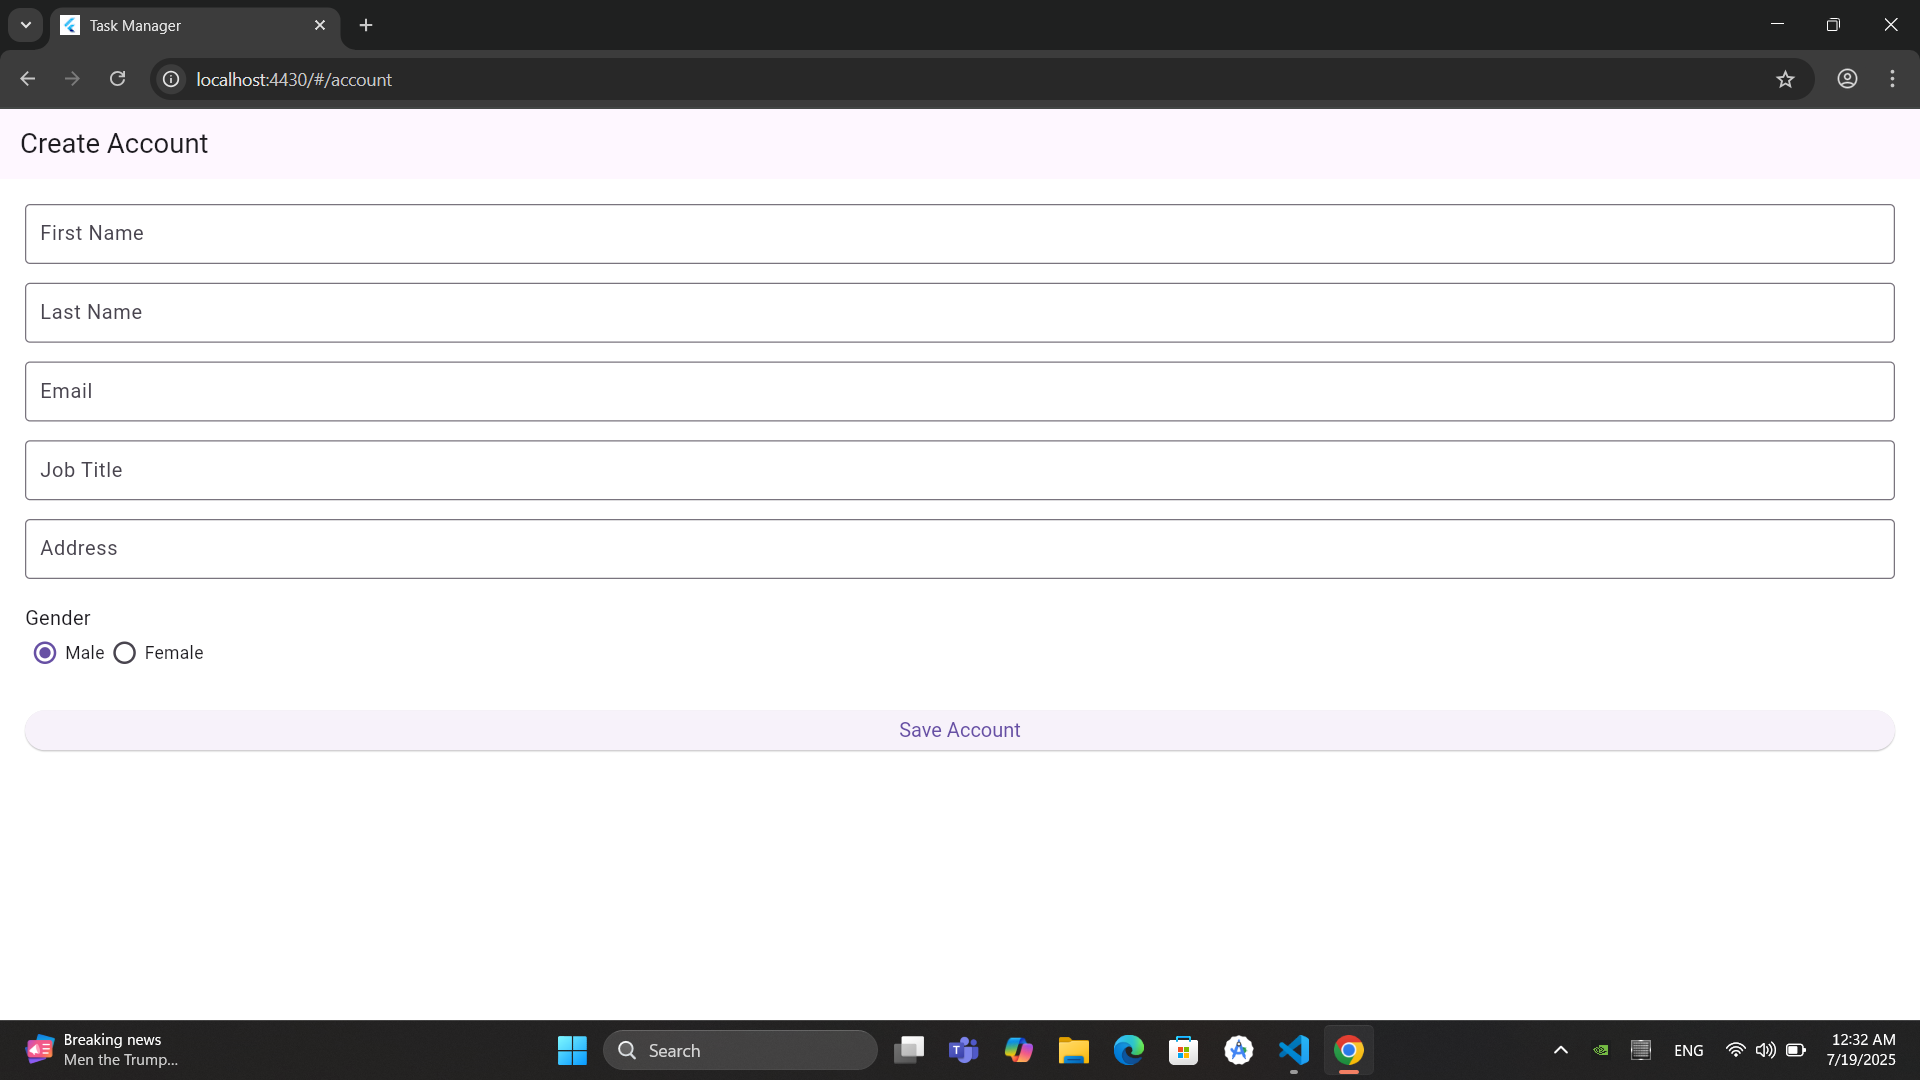 Task Manager
localhost:4430/#/account
Create Account
First Name
Last Name
Email
Job Title
Address
Gender
Male Female
Save Account
Breaking news
Men the Trump...
Search
ENG
12:32 AM
7/19/2025